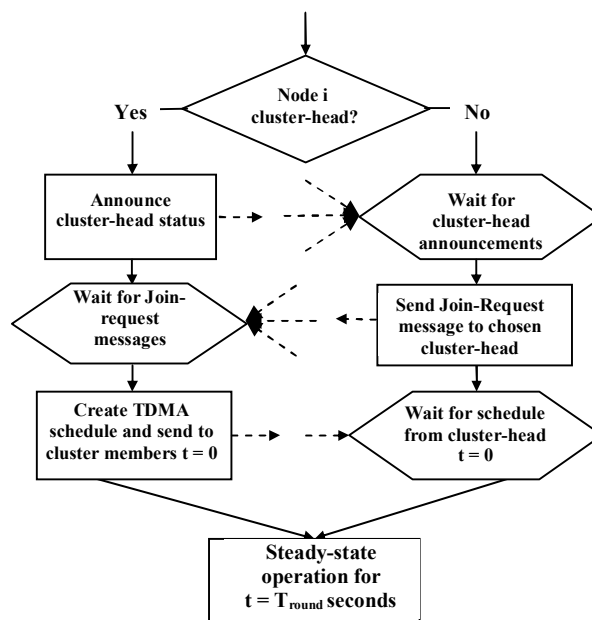 Node i
cluster-head?
Yes
No
Announce
cluster-head status
Wait for
cluster-head
announcements
Wait for Join-
request
messages
Send Join-Request
message to chosen
cluster-head
Create TDMA
schedule and send to
cluster members t = 0
Wait for schedule
from cluster-head
t = 0
Steady-state
operation for
t = Tround seconds